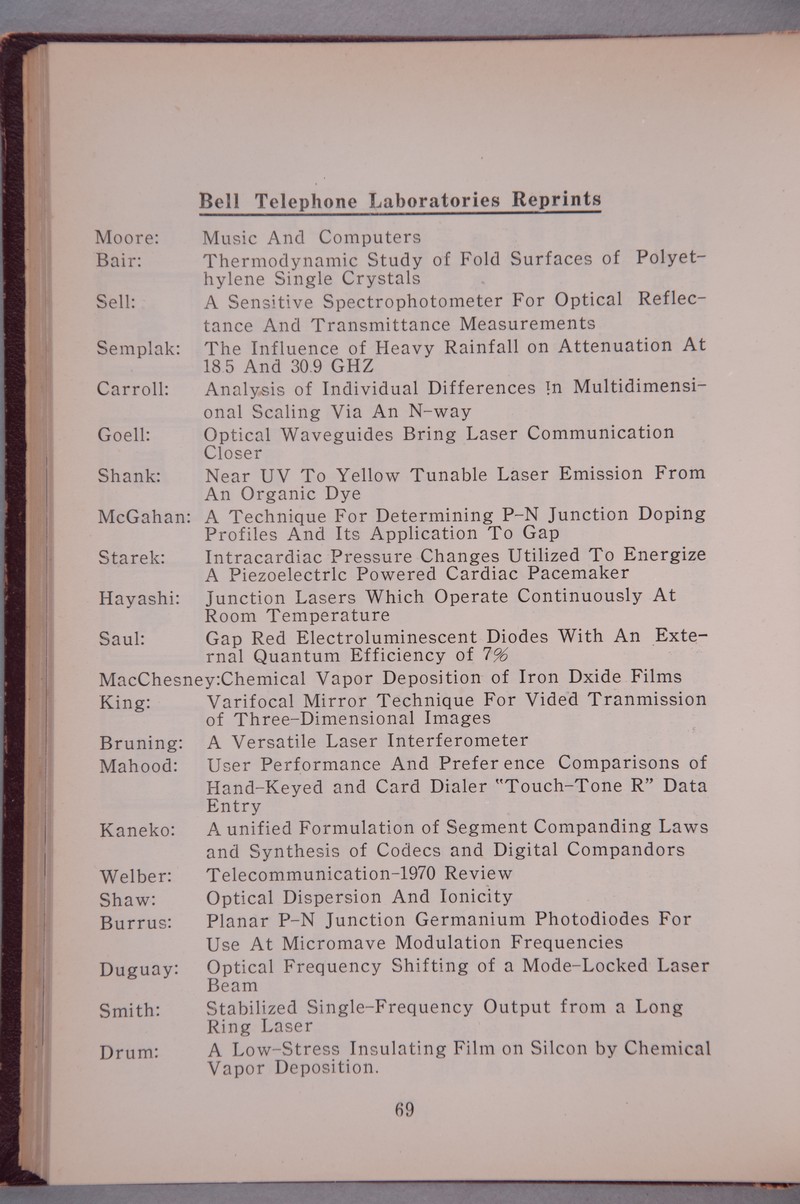 Bell Telephone Laboratories Reprints
Moore: Music And Computers
Bair: Thermodynamic Study of Fold Surfaces of Polyet-
hylene Single Crystals
Sell: A Sensitive Spectrophotometer For Optical Reflec-
tance And Transmittance Measurements
Semplak: The Influence of Heavy Rainfall on Attenuation At
18.5 And 30.9 GHZ
Carroll: Analysis of Individual Differences In Multidimensi-
onal Scaling Via An N-way
Goell: Optical Waveguides Bring Laser Communication
Closer
Shank: Near UV To Yellow Tunable Laser Emission From
An Organic Dye
McGahan: A Technique For Determining P-N Junction Doping
Profiles And Its Application To Gap
Starek: Intracardiac Pressure Changes Utilized To Energize
A Piezoelectric Powered Cardiac Pacemaker
Hayashi: Junction Lasers Which Operate Continuously At
Room Temperature
Saul: Gap Red Electroluminescent Diodes With An Exte-
rnal Quantum Efficiency of 7%
MacChesney:Chemical Vapor Deposition of Iron Dxide Films
King: Varifocal Mirror Technique For Vided Tranmission
of Three-Dimensional Images
Bruning: A Versatile Laser Interferometer
Mahood: User Performance And Prefer ence Comparisons of
Hand-Keyed and Card Dialer "Touch-Tone R" Data
Entry
Kaneko: A unified Formulation of Segment Companding Laws
and Synthesis of Codecs and Digital Compandors
Welber: Telecommunication-1970 Review
Shaw: Optical Dispersion And Ionicity
Burrus: Planar P-N Junction Germanium Photodiodes For
Use At Micromave Modulation Frequencies
Duguay: Optical Frequency Shifting of a Mode-Locked Laser
Beam
Smith: Stabilized Single-Frequency Output from a Long
Ring Laser
Drum: A Low-Stress Insulating Film on Silcon by Chemical
Vapor Deposition.
69